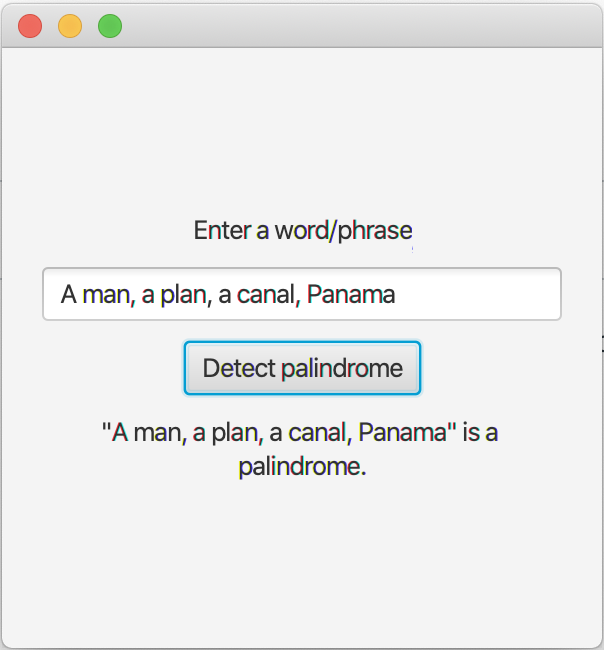 Enter a word/phrase
A man, a plan, a canal, Panama
Detect palindrome
"A man, a plan, a canal, Panama" is a
palindrome.